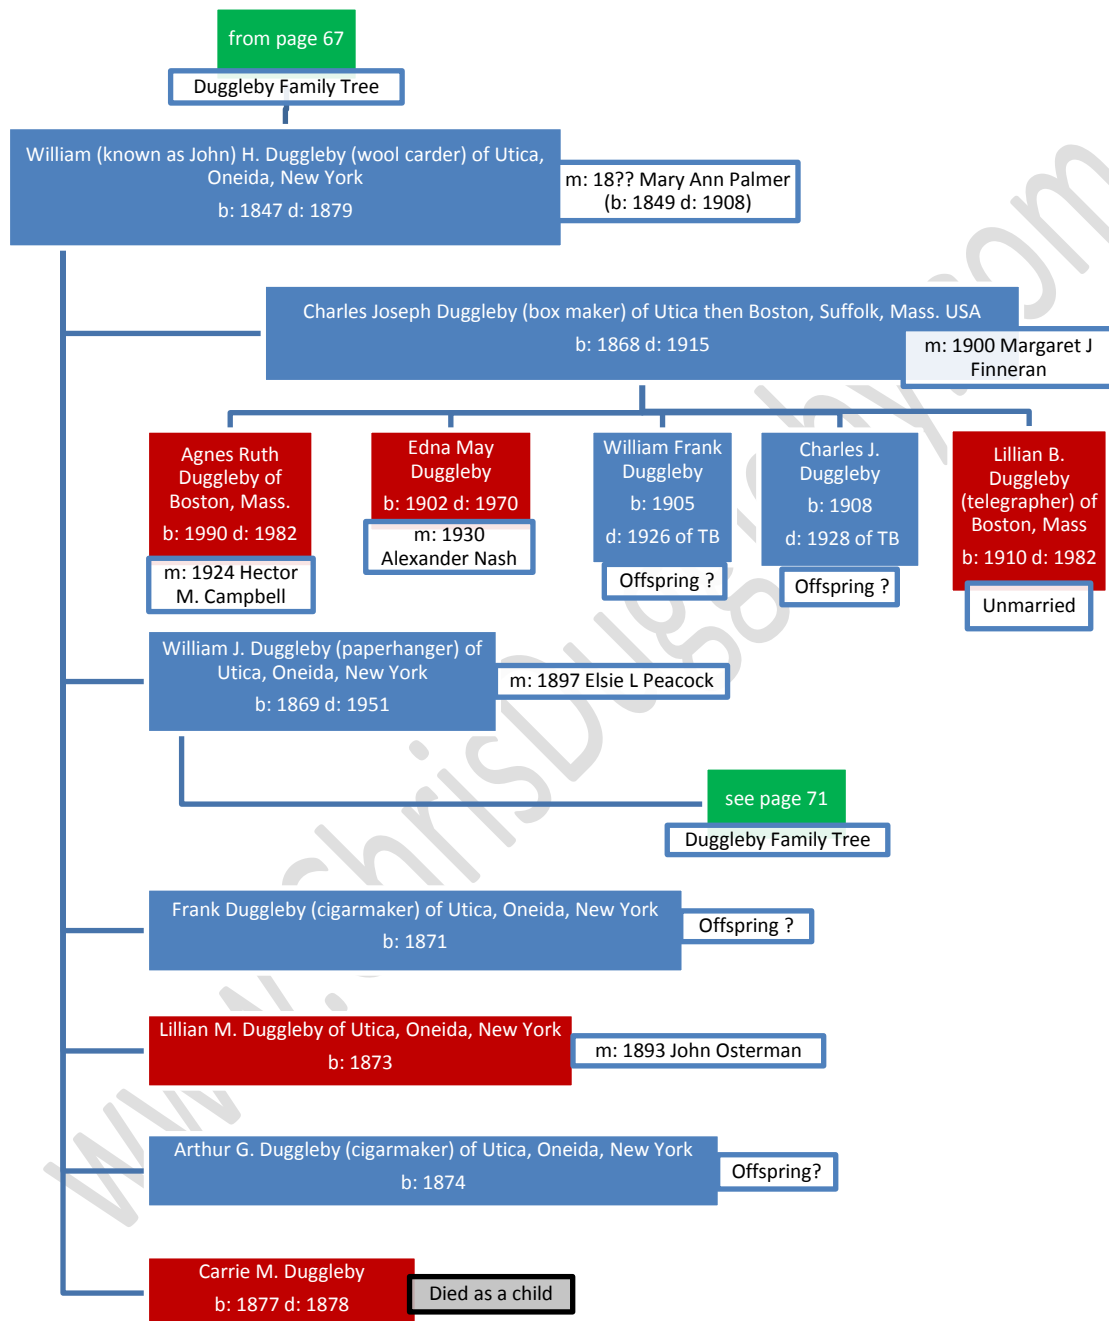 from page 67
Duggleby Family Tree
William (known as John) H. Duggleby (wool carder) of Utica,
Oneida, New York
b: 1847 d: 1879
m: 18?? Mary Ann Palmer
(b: 1849 d: 1908)
Charles Joseph Duggleby (box maker) of Utica then Boston, Suffolk, Mass. USA
b: 1868 d: 1915
m: 1900 Margaret J
Finneran
Agnes Ruth
Duggleby of
Boston, Mass.
b: 1990 d: 1982
m: 1924 Hector
M. Campbell
Edna May
Duggleby
b: 1902 d: 1970
m: 1930
Alexander Nash
William Frank
Duggleby
b: 1905
d: 1926 of TB
Offspring ?
Charles J.
Duggleby
b: 1908
d: 1928 of TB
Offspring ?
Lillian B.
Duggleby
(telegrapher) of
Boston, Mass
b: 1910 d: 1982
Unmarried
William J. Duggleby (paperhanger) of
Utica, Oneida, New York
b: 1869 d: 1951
m: 1897 Elsie L Peacock
see page 71
Duggleby Family Tree
Frank Duggleby (cigarmaker) of Utica, Oneida, New York
b: 1871
Offspring ?
Lillian M. Duggleby of Utica, Oneida, New York
b: 1873
m: 1893 John Osterman
Arthur G. Duggleby (cigarmaker) of Utica, Oneida, New York
b: 1874
Offspring?
Carrie M. Duggleby
b: 1877 d: 1878
Died as a child
www.ChrisDuggleby.com